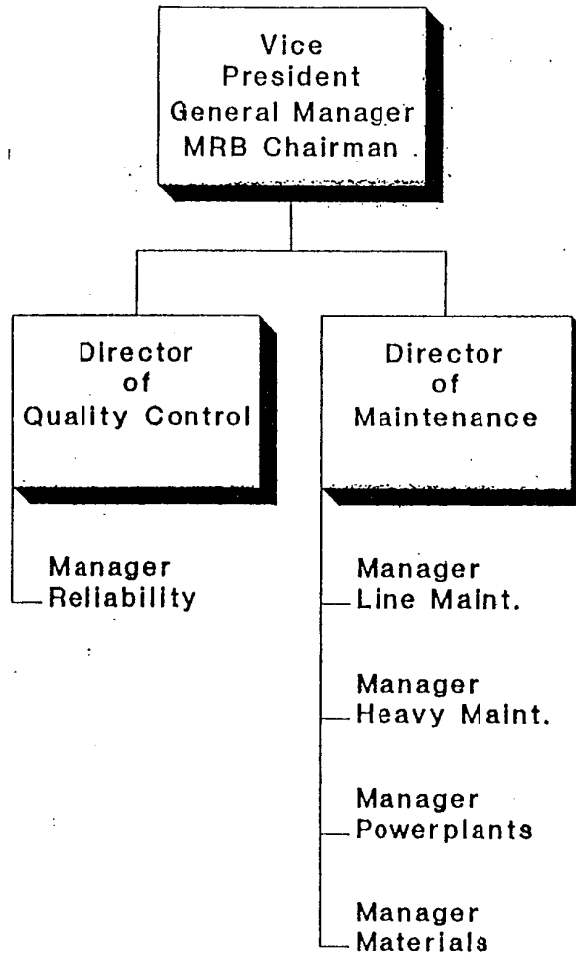 Vice
President
General Manager
MRB Chairman
Director
of
Quality Control
Manager
Reliability
Director
of
Maintenance
Manager
Line Maint.
Manager
Heavy Maint.
Manager
Powerplants
Manager
Materials